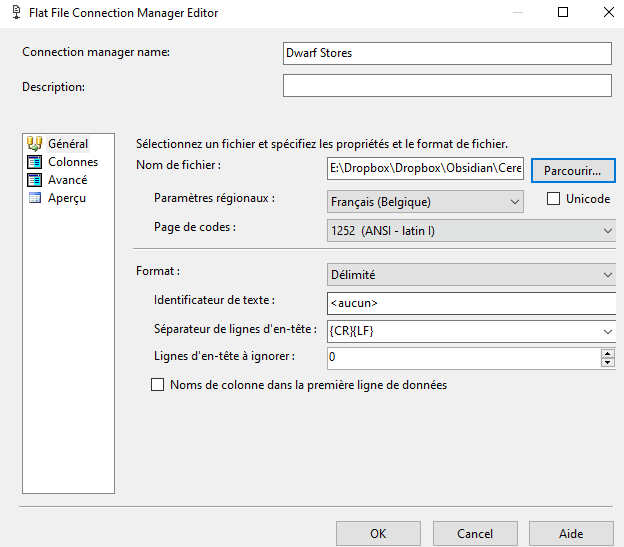 Flat File Connection Manager Editor
Connection manager name:
Dwarf Stores
Description:
Général
Colonnes
Avancé
Aperçu
Sélectionnez un fichier et spécifiez les propriétés et le format de fichier.
Nom de fichier :
E:\Dropbox\Dropbox\Obsidian\Cere
Parcourir...
Paramètres régionaux :
Français (Belgique)
Unicode
Page de codes :
1252 (ANSI - latin I)
Format :
Délimité
Identificateur de texte :
<aucun>
Séparateur de lignes d'en-tête :
{CR}{LF}
Lignes d'en-tête à ignorer :
0
Noms de colonne dans la première ligne de données
OK
Cancel
Aide